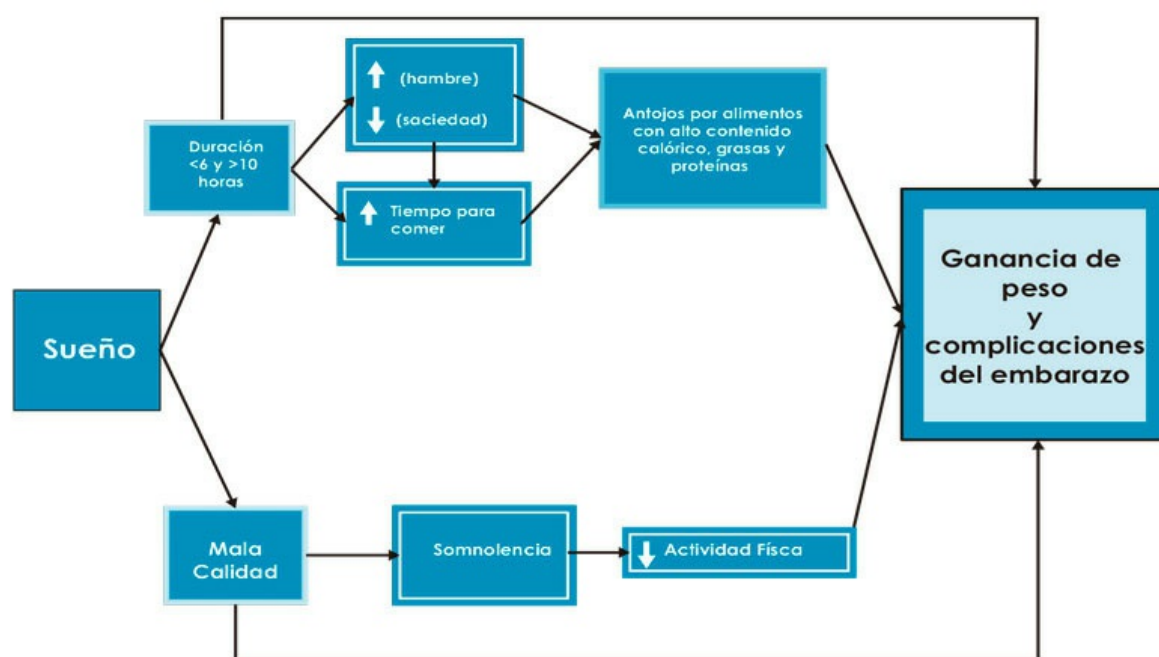 (hambre)
(saciedad)
Duración
<6 y >10
horas
Tiempo para
comer
Antojos por alimentos
con alto contenido
calórico, grasas y
proteínas
Sueño
Ganancia de
peso
y
complicaciones
del embarazo
Mala
Calidad
Somnolencia
Actividad Físca